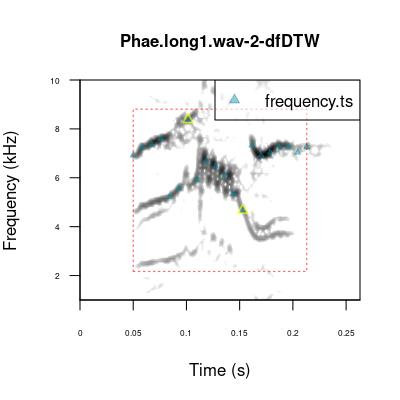 Phae.long1.wav-2-dfDTW
frequency.ts
10
8
6
4
2
Frequency (kHz)
0 0.05 0.1 0.15 0.2 0.25
Time (s)